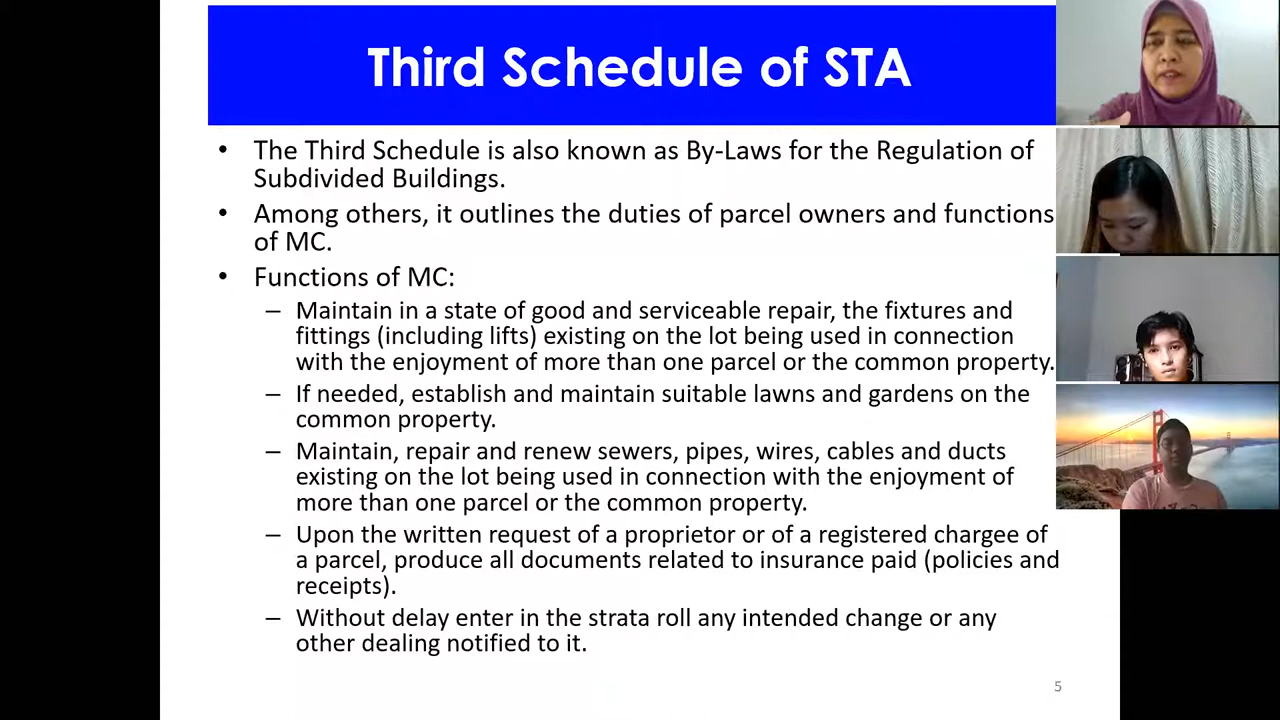 Third Schedule of STA
• The Third Schedule is also known as By-Laws for the Regulation of
Subdivided Buildings.
• Among others, it outlines the duties of parcel owners and functions
of MC.
• Functions of MC:
– Maintain in a state of good and serviceable repair, the fixtures and
fittings (including lifts) existing on the lot being used in connection
with the enjoyment of more than one parcel or the common property.
– If needed, establish and maintain suitable lawns and gardens on the
common property.
– Maintain, repair and renew sewers, pipes, wires, cables and ducts
existing on the lot being used in connection with the enjoyment of
more than one parcel or the common property.
– Upon the written request of a proprietor or of a registered chargee of
a parcel, produce all documents related to insurance paid (policies and
receipts).
– Without delay enter in the strata roll any intended change or any
other dealing notified to it.
5